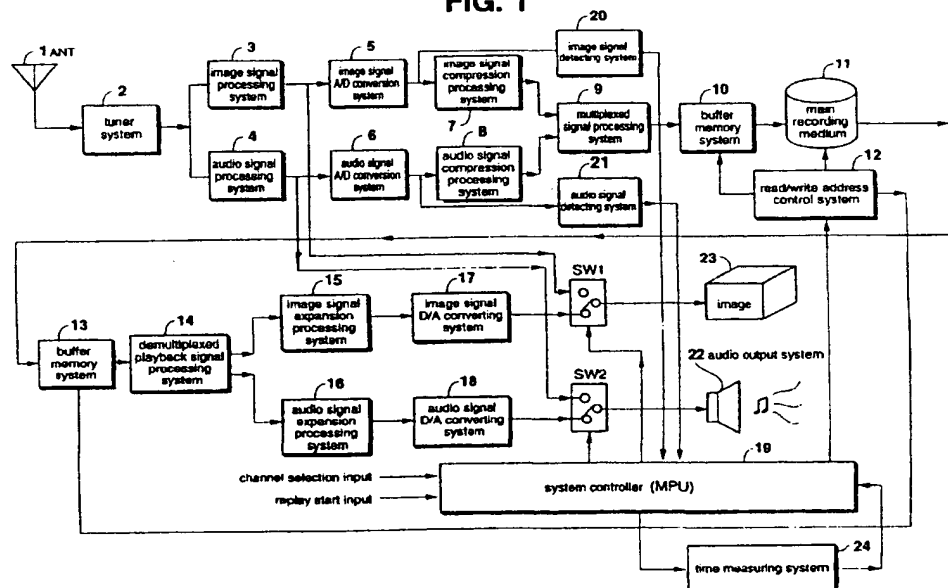 FIG. 1
1 ANT
2
tuner
system
3
image signal
processing
system
4
audio signal
processing
system
5
image signal
A/D conversion
system
6
audio signal
A/D conversion
system
image signal
compression
processing
system
7
8
audio signal
compression
processing
system
20
image signal
detecting system
9
multiplexed
signal processing
system
21
audio signal
detecting system
10
buffer
memory
system
11
main
recording
medium
12
read/write address
control system
13
buffer
memory
system
14
demultiplexed
playback signal
processing
system
15
image signal
expansion
processing
system
16
audio signal
expansion
processing
system
17
image signal
D/A converting
system
18
audio signal
D/A converting
system
SW1
SW2
23
image
22 audio output system
19
system controller (MPU)
channel selection input
replay start input
24
time measuring system